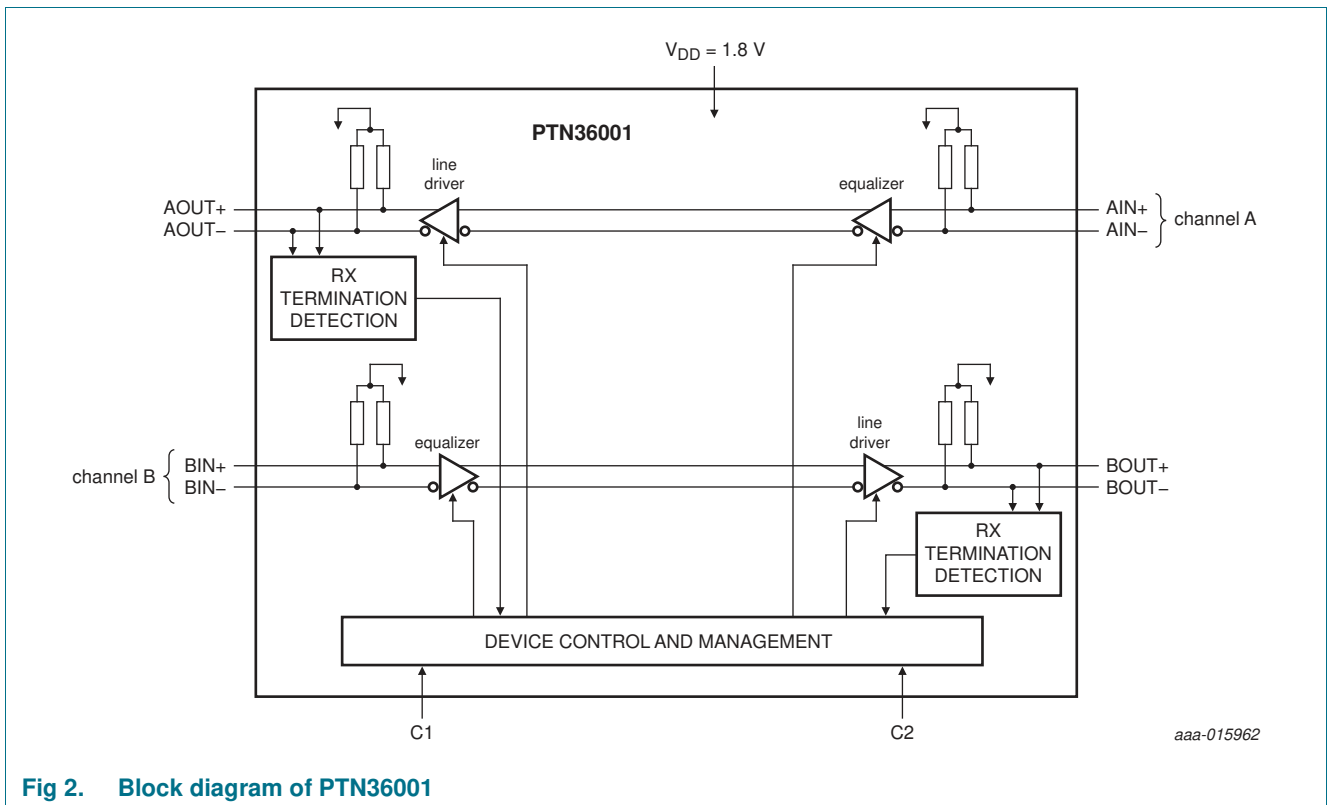 VDD = 1.8 V
PTN36001
line
driver
equalizer
AOUT+
AOUT−
AIN+
AIN−
channel A
RX
TERMINATION
DETECTION
equalizer
line
driver
channel B
BIN+
BIN−
BOUT+
BOUT−
RX
TERMINATION
DETECTION
DEVICE CONTROL AND MANAGEMENT
C1
C2
aaa-015962
Fig 2. Block diagram of PTN36001